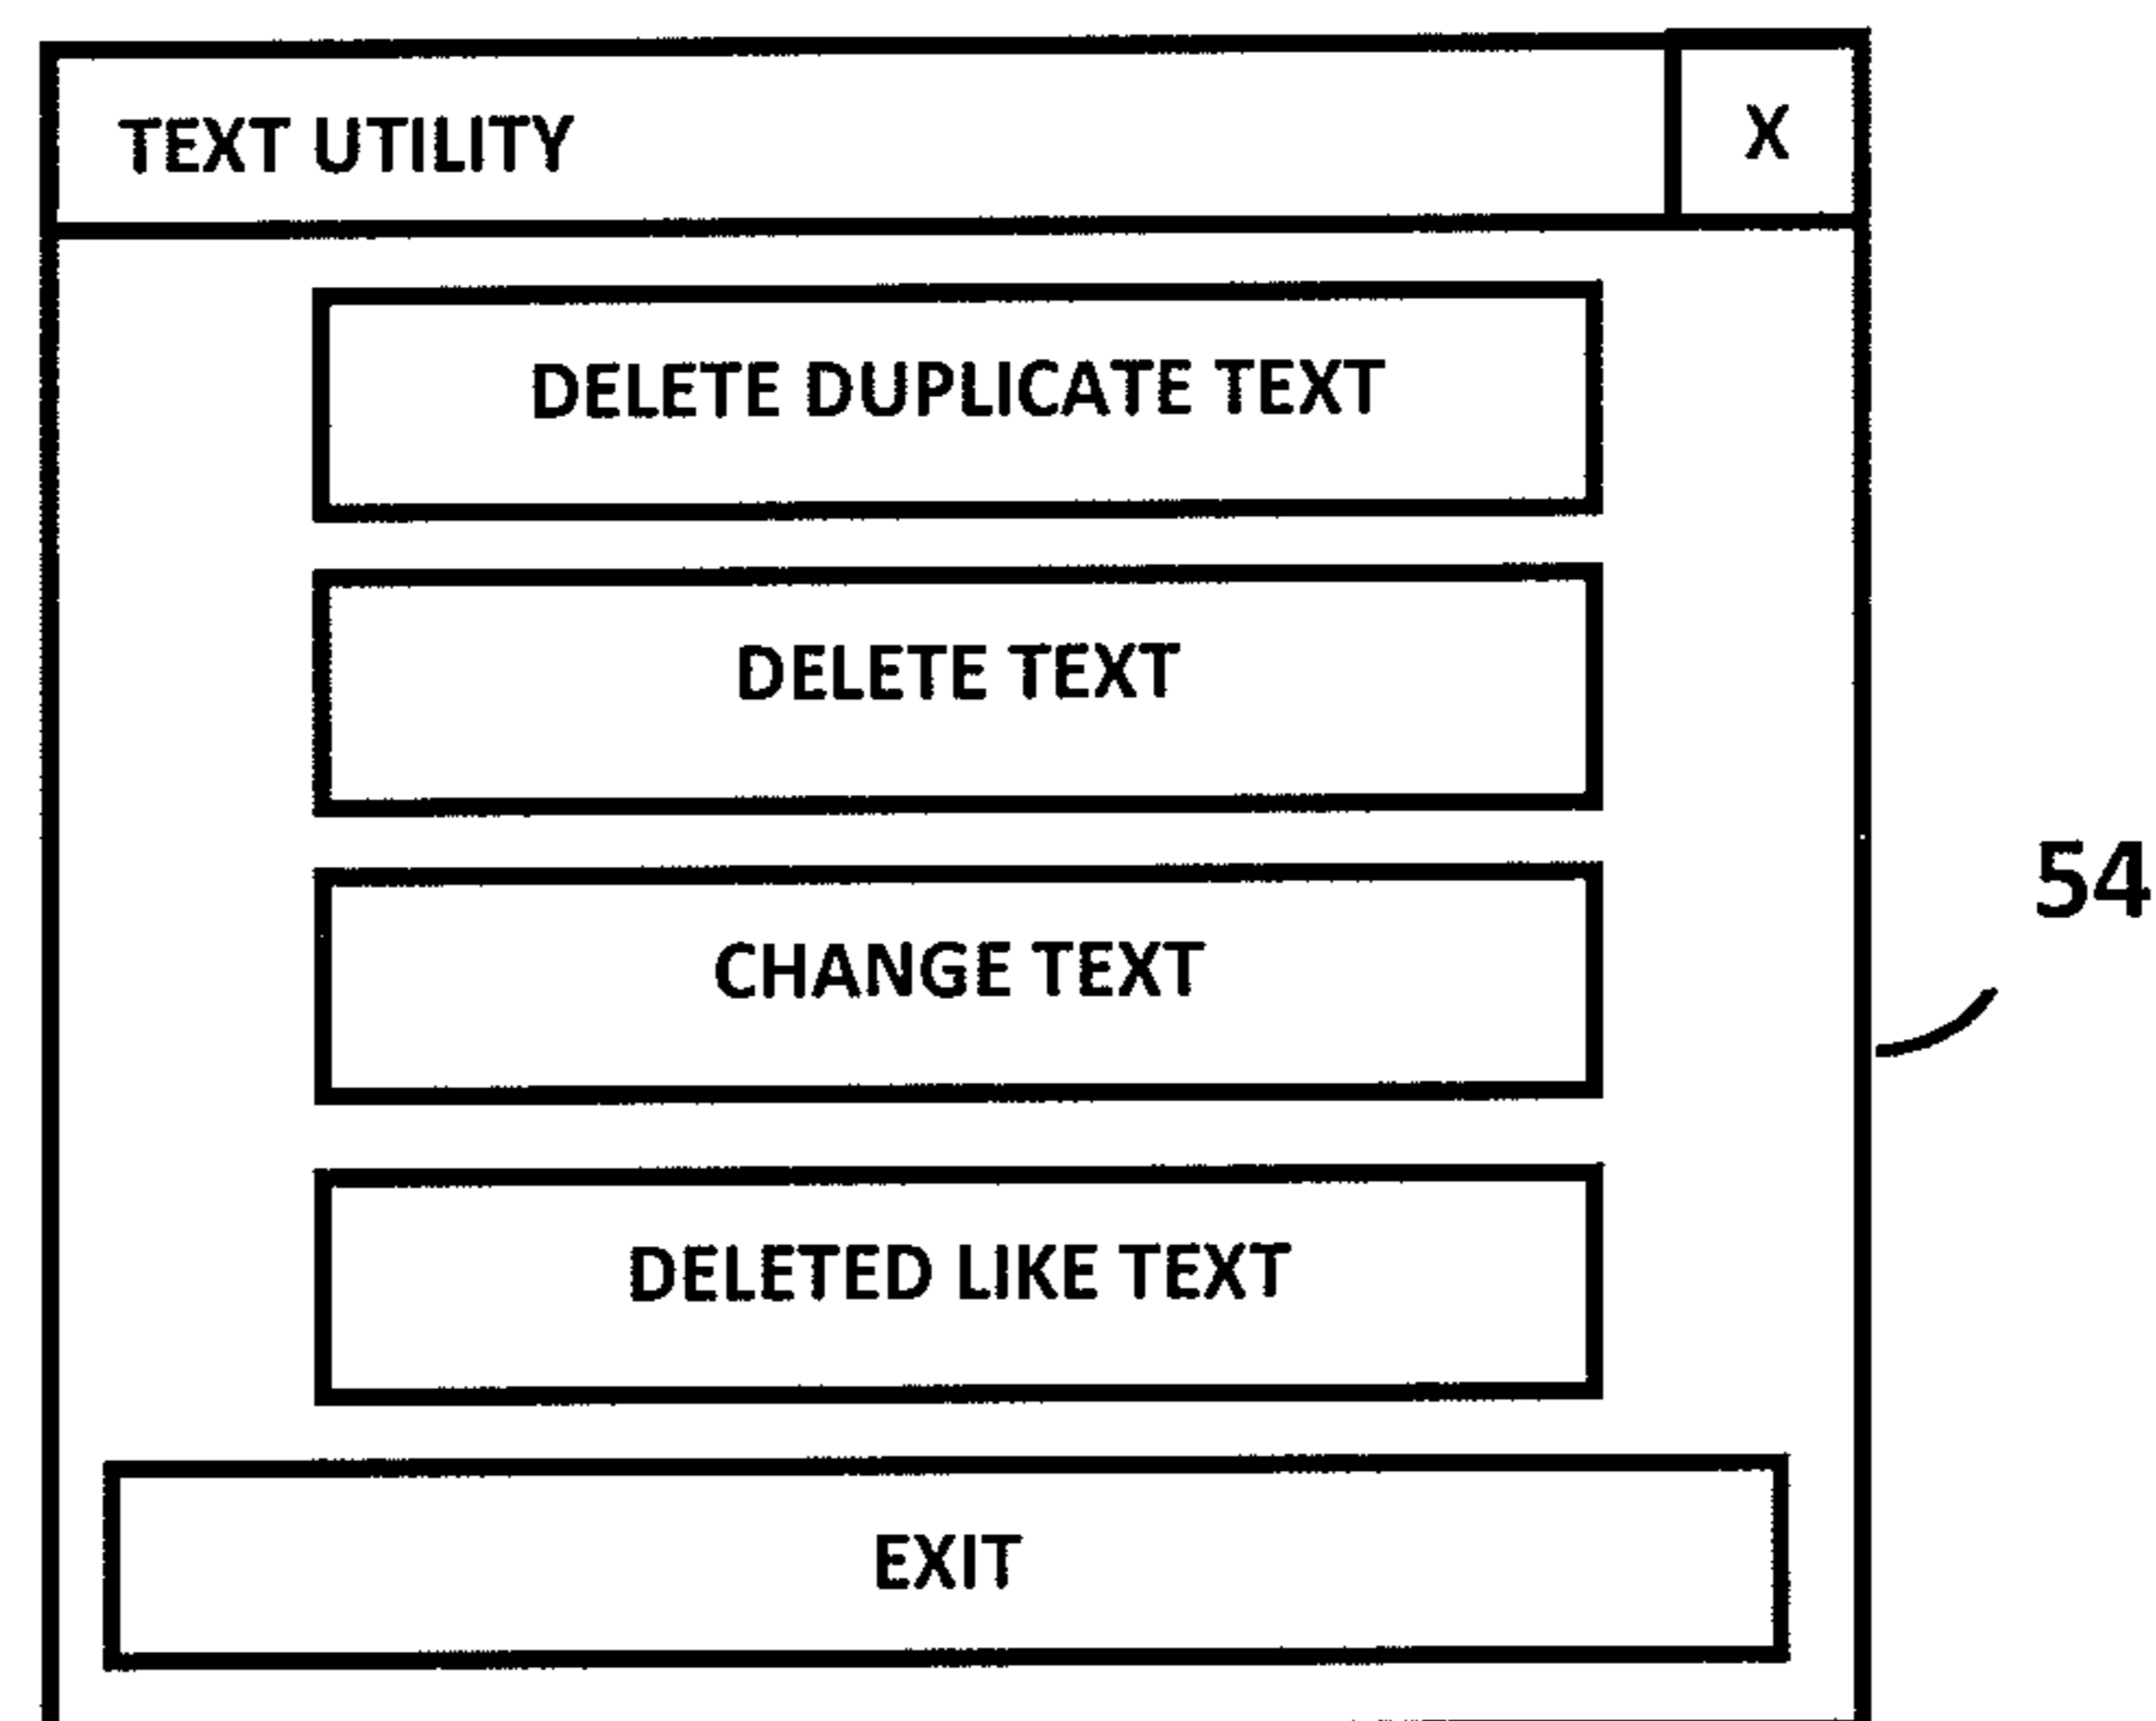 TEXT UTILITY X
DELETE DUPLICATE TEXT
DELETE TEXT
54
CHANGE TEXT
DELETED LIKE TEXT
EXIT